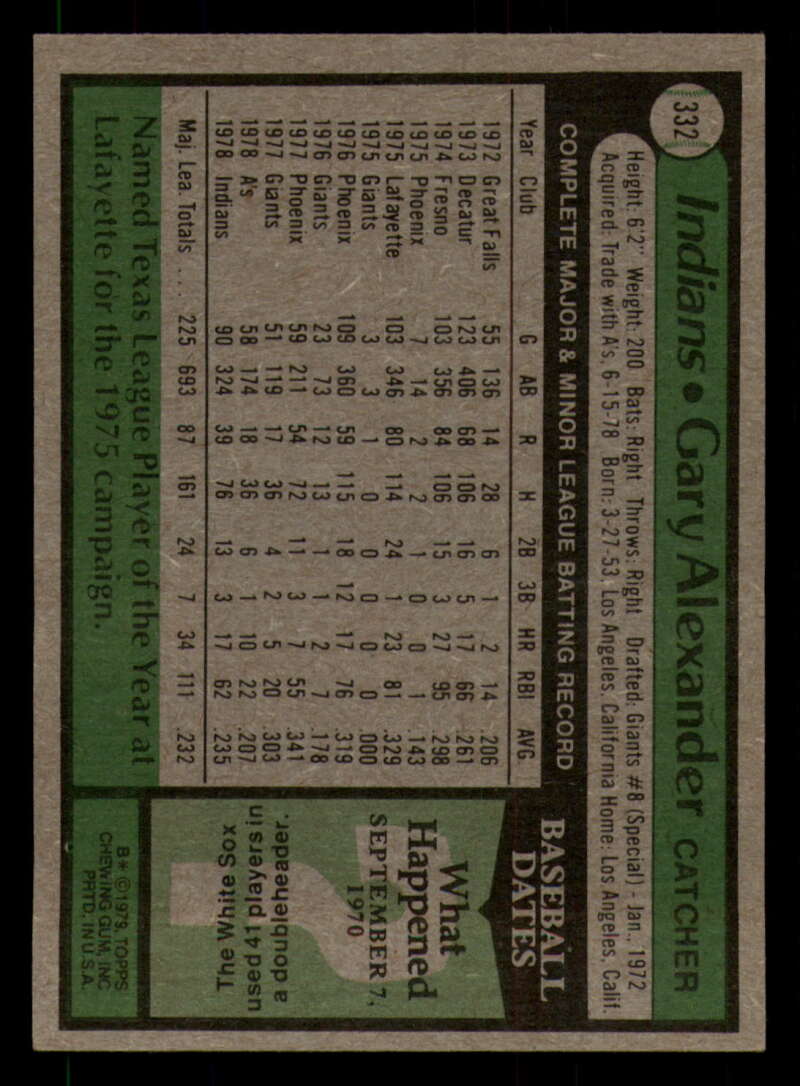 332
Indians • Gary Alexander CATCHER
Height: 6'2" Weight: 200 Bats: Right Throws: Right Drafted: Giants #8 (Special) - Jan., 1972
Acquired: Trade with A's, 6-15-78 Born: 3-27-53, Los Angeles, California Home: Los Angeles, Calif.
COMPLETE MAJOR & MINOR LEAGUE BATTING RECORD
Year Club G AB R H 2B 3B HR RBI AVG
1972 Great Falls 55 136 14 28 6 1 2 14 .206
1973 Decatur 123 406 68 106 16 5 17 66 .261
1974 Fresno 103 356 84 106 15 3 27 95 .298
1975 Phoenix 7 14 2 2 1 0 0 1 .143
1975 Lafayette 103 346 80 114 24 1 23 81 .329
1975 Giants 3 3 1 0 0 0 0 0 .000
1976 Phoenix 109 360 59 115 18 12 17 76 .319
1976 Giants 23 73 12 13 1 1 2 7 .178
1977 Phoenix 59 211 54 72 11 3 7 55 .341
1977 Giants 51 119 17 36 4 2 5 20 .303
1978 A's 58 174 18 36 6 1 10 22 .207
1978 Indians 90 324 39 76 13 3 17 62 .235
Maj. Lea. Totals . . . 225 693 87 161 24 7 34 111 .232
Named Texas League Player of the Year at
Lafayette for the 1975 campaign.
BASEBALL
DATES
What
Happened
SEPTEMBER 7,
1970
The White Sox
used 41 players in
a doubleheader.
B* © 1979, TOPPS
CHEWING GUM, INC
PRTD. IN U.S.A.